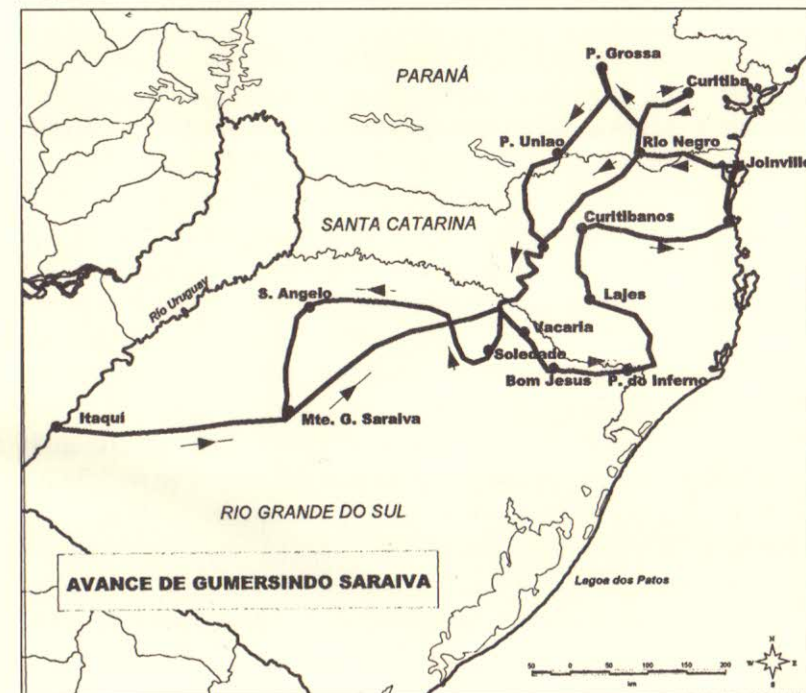 P. Grossa
PARANÁ
Curitiba
P. Uniao
Rio Negro
Joinville
SANTA CATARINA
Curitibanos
S. Angelo
Río Uruguay
Lajes
Vacaria
Soledade
Bom Jesus
P. do Inferno
Itaquí
Mte. G. Saraiva
RIO GRANDE DO SUL
AVANCE DE GUMERSINDO SARAIVA
Lagoa dos Patos
50 0 50 100 150 200
km
N
E
S